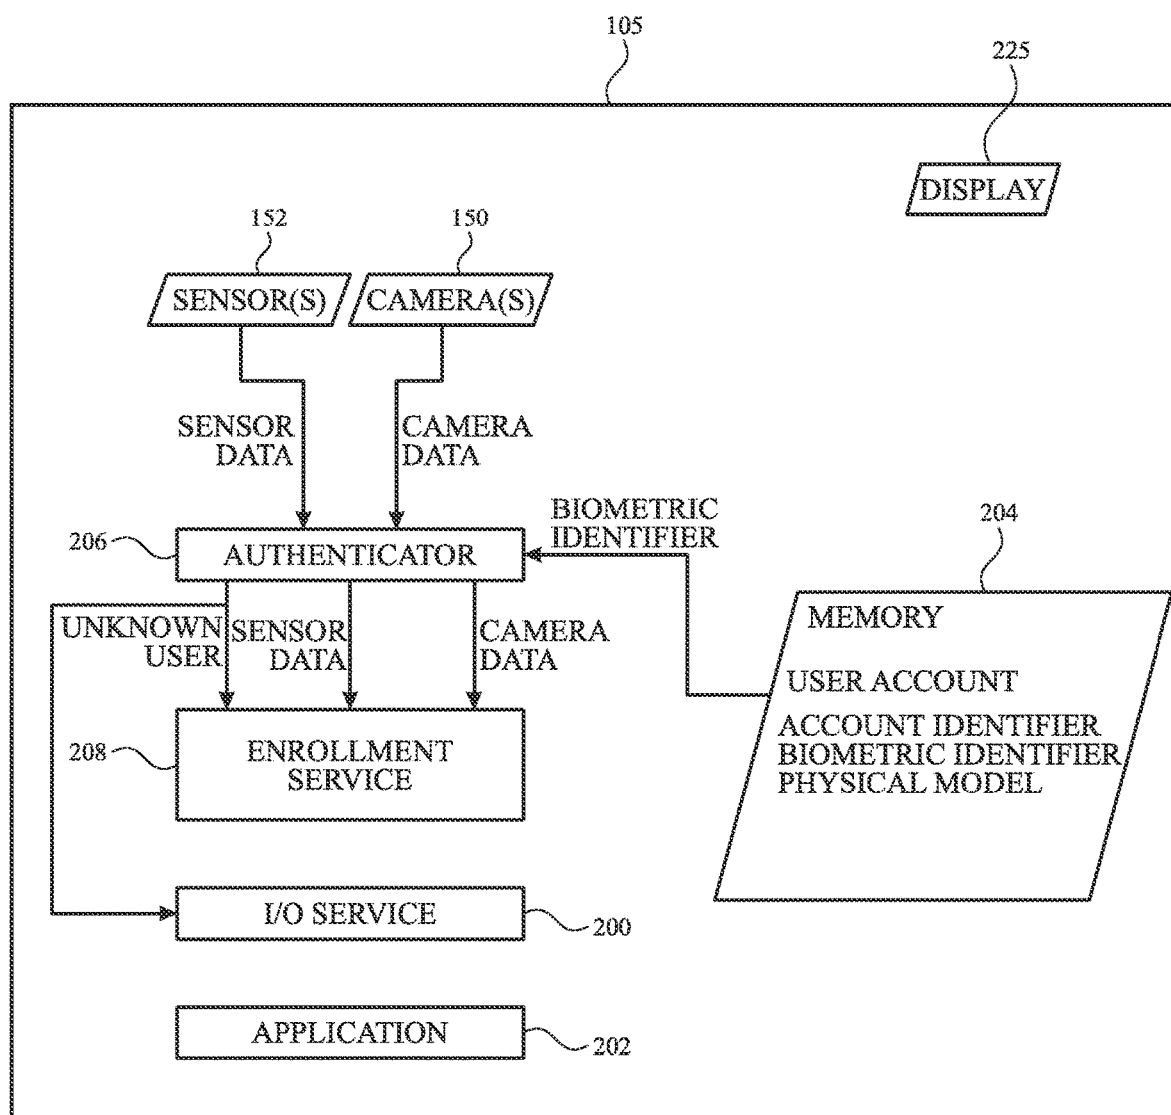 105
225
DISPLAY
152
150
SENSOR(S)
CAMERA(S)
SENSOR
DATA
CAMERA
DATA
BIOMETRIC
IDENTIFIER
206
AUTHENTICATOR
204
MEMORY
USER ACCOUNT
ACCOUNT IDENTIFIER
BIOMETRIC IDENTIFIER
PHYSICAL MODEL
UNKNOWN
USER
SENSOR
DATA
CAMERA
DATA
208
ENROLLMENT
SERVICE
I/O SERVICE
200
APPLICATION
202